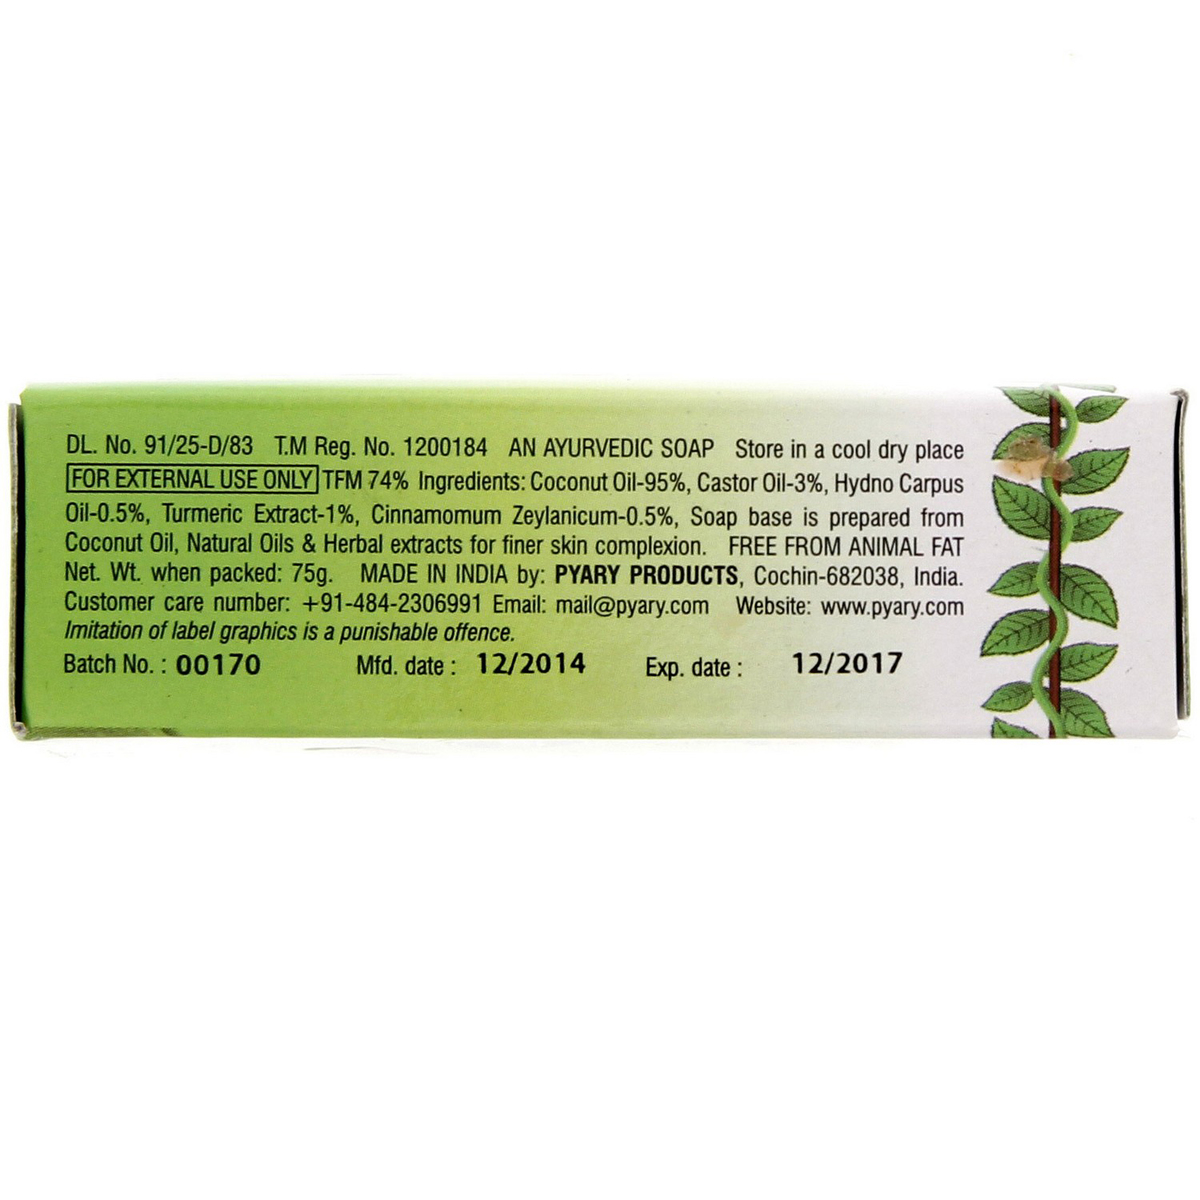 DL. No. 91/25-D/83 T.M Reg. No. 1200184 AN AYURVEDIC SOAP Store in a cool dry place
FOR EXTERNAL USE ONLY TFM 74% Ingredients: Coconut Oil-95%, Castor Oil-3%, Hydno Carpus
Oil-0.5%, Turmeric Extract-1%, Cinnamomum Zeylanicum-0.5%, Soap base is prepared from
Coconut Oil, Natural Oils & Herbal extracts for finer skin complexion. FREE FROM ANIMAL FAT
Net. Wt. when packed: 75g. MADE IN INDIA by: PYARY PRODUCTS, Cochin-682038, India.
Customer care number: +91-484-2306991 Email: mail@pyary.com Website: www.pyary.com
Imitation of label graphics is a punishable offence.
Batch No. : 00170 Mfd. date : 12/2014 Exp. date : 12/2017